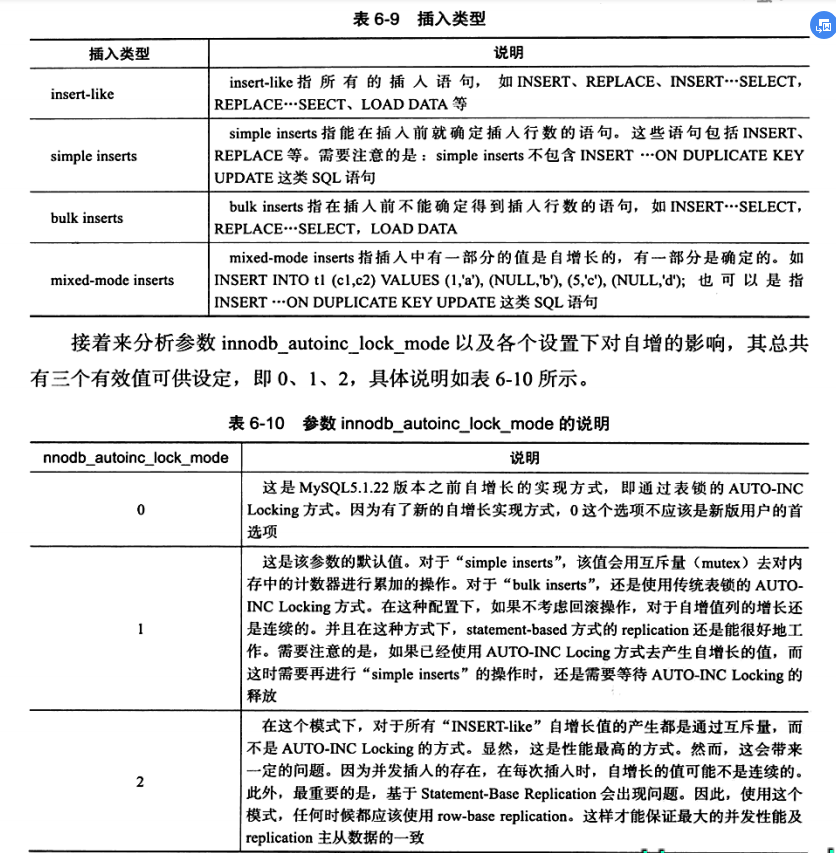 表 6-9 插入类型
插入类型 说明
insert-like
insert-like 指所有的插入语句，如 INSERT、REPLACE、INSERT…SELECT，
REPLACE…SEECT、LOAD DATA 等
simple inserts
simple inserts 指能在插入前就确定插入行数的语句。这些语句包括 INSERT、
REPLACE 等。需要注意的是：simple inserts 不包含 INSERT …ON DUPLICATE KEY
UPDATE 这类 SQL 语句
bulk inserts
bulk inserts 指在插入前不能确定得到插入行数的语句，如 INSERT…SELECT，
REPLACE…SELECT，LOAD DATA
mixed-mode inserts
mixed-mode inserts 指插入中有一部分的值是自增长的，有一部分是确定的。如
INSERT INTO t1 (c1,c2) VALUES (1,'a'), (NULL,'b'), (5,'c'), (NULL,'d'); 也可以是指
INSERT …ON DUPLICATE KEY UPDATE 这类 SQL 语句
接着来分析参数 innodb_autoinc_lock_mode 以及各个设置下对自增的影响，其总共
有三个有效值可供设定，即 0、1、2，具体说明如表 6-10 所示。
表 6-10 参数 innodb_autoinc_lock_mode 的说明
nnodb_autoinc_lock_mode 说明
0
这是 MySQL5.1.22 版本之前自增长的实现方式，即通过表锁的 AUTO-INC
Locking 方式。因为有了新的自增长实现方式，0 这个选项不应该是新版用户的首
选项
1
这是该参数的默认值。对于“simple inserts”，该值会用互斥量（mutex）去对内
存中的计数器进行累加的操作。对于“bulk inserts”，还是使用传统表锁的 AUTO-
INC Locking 方式。在这种配置下，如果不考虑回滚操作，对于自增值列的增长还
是连续的。并且在这种方式下，statement-based 方式的 replication 还是能很好地工
作。需要注意的是，如果已经使用 AUTO-INC Locing 方式去产生自增长的值，而
这时需要再进行“simple inserts”的操作时，还是需要等待 AUTO-INC Locking 的
释放
2
在这个模式下，对于所有“INSERT-like”自增长值的产生都是通过互斥量，而
不是 AUTO-INC Locking 的方式。显然，这是性能最高的方式。然而，这会带来
一定的问题。因为并发插入的存在，在每次插入时，自增长的值可能不是连续的。
此外，最重要的是，基于 Statement-Base Replication 会出现问题。因此，使用这个
模式，任何时候都应该使用 row-base replication。这样才能保证最大的并发性能及
replication 主从数据的一致